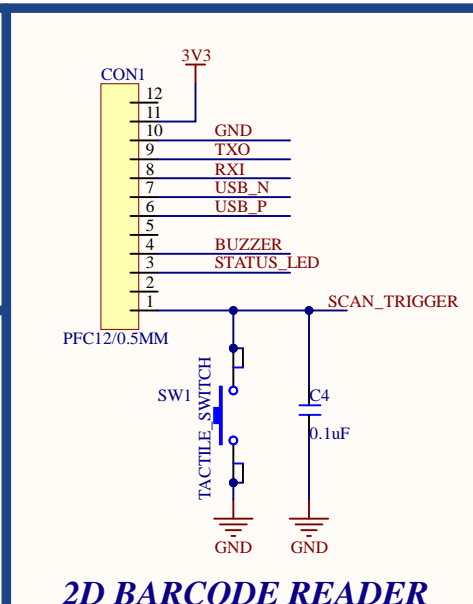 3V3
CON1
12
11
10 GND
9 TXO
8 RXI
7 USB_N
6 USB_P
5
4 BUZZER
3 STATUS_LED
2
1 SCAN_TRIGGER
PFC12/0.5MM
SW1
TACTILE_SWITCH
C4
0.1uF
GND GND
2D BARCODE READER